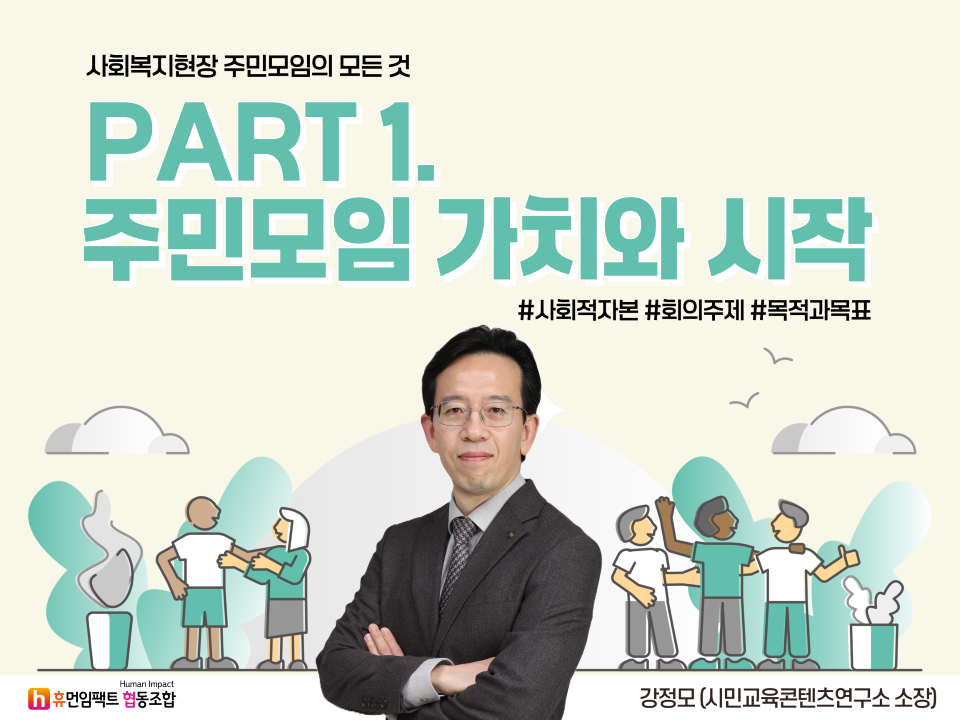 사회복지현장 주민모임의 모든 것
PART 1.
주민모임 가치와 시작
#사회적자본 #회의주제 #목적과목표
Human Impact
h 휴먼임팩트 협동조합
강정모 (시민교육콘텐츠연구소 소장)